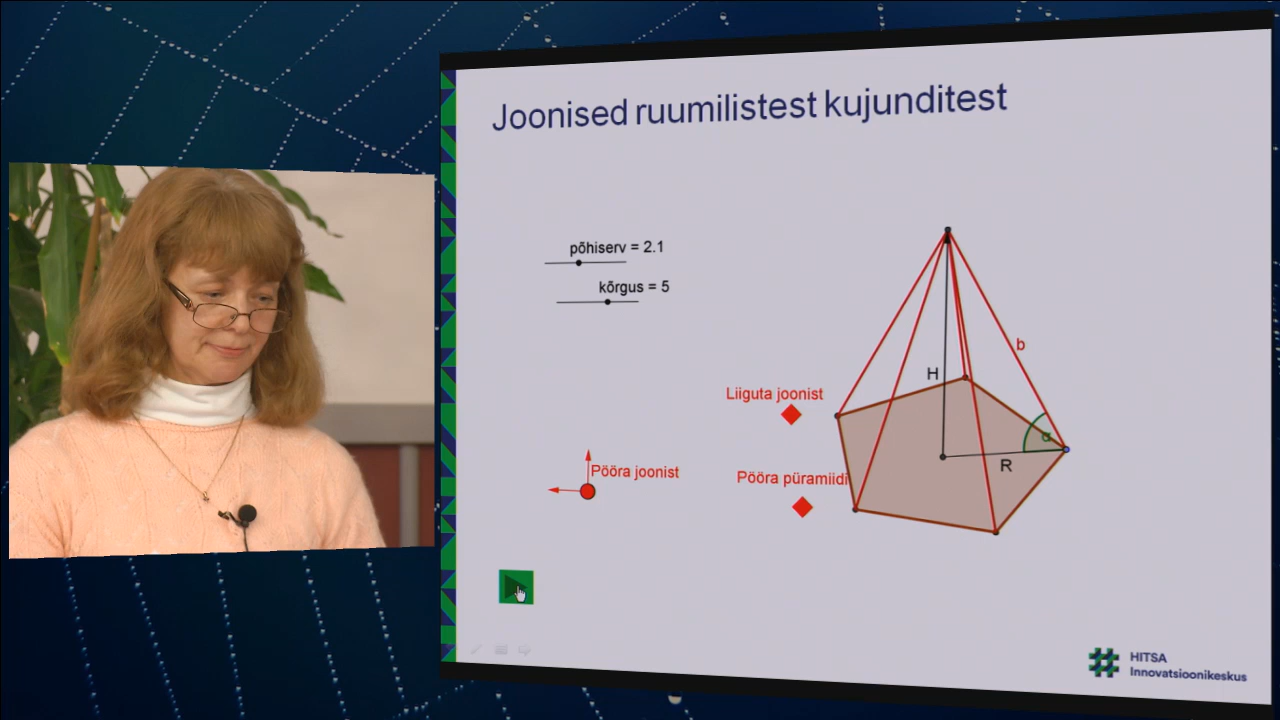 Joonised ruumilistest kujunditest
põhiserv = 2.1
kõrgus = 5
b
H
Liiguta joonist
α
R
Pööra joonist
Pööra püramiidi
HITSA
Innovatsioonikeskus